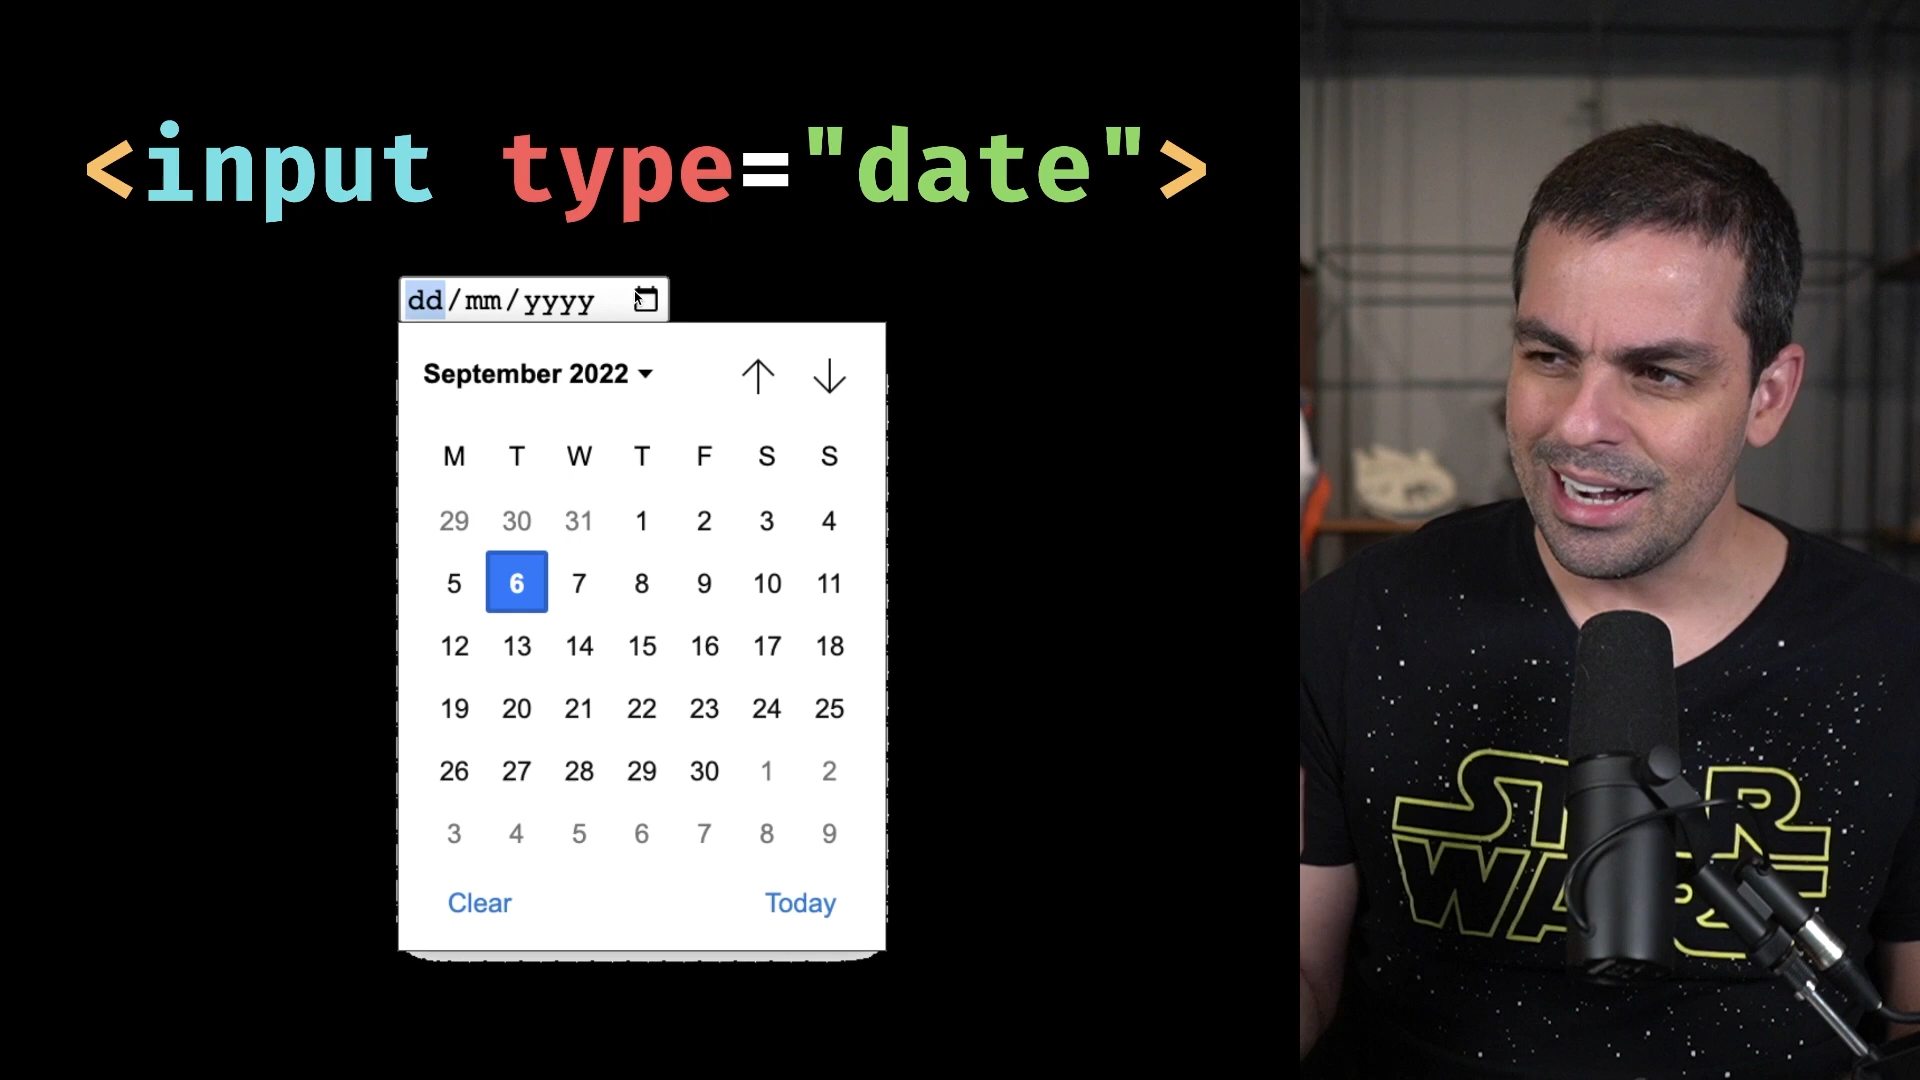 <input type="date">
dd/mm/yyyy
September 2022
M T W T F S S
29 30 31 1 2 3 4
5 6 7 8 9 10 11
12 13 14 15 16 17 18
19 20 21 22 23 24 25
26 27 28 29 30 1 2
3 4 5 6 7 8 9
Clear Today
STAR
WARS